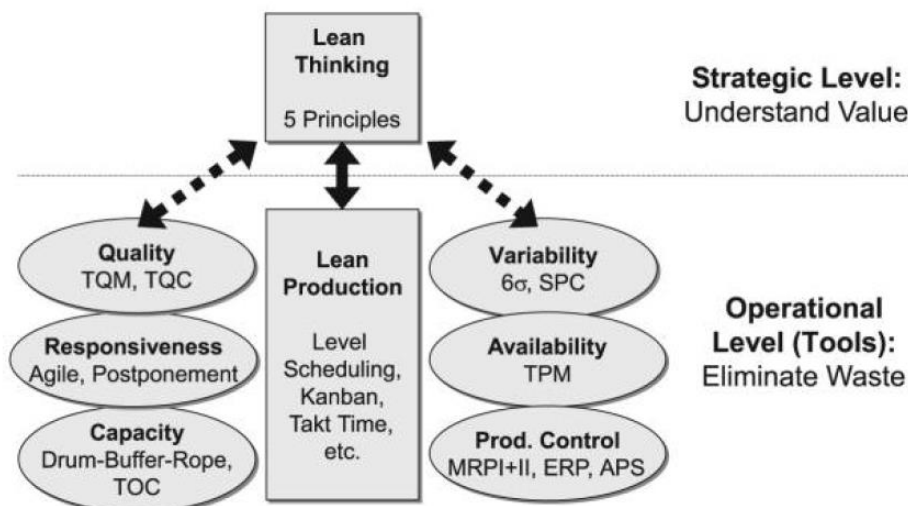 Lean
Thinking
5 Principles
Strategic Level:
Understand Value
Quality
TQM, TQC
Responsiveness
Agile, Postponement
Capacity
Drum-Buffer-Rope,
TOC
Lean
Production
Level
Scheduling,
Kanban,
Takt Time,
etc.
Variability
6σ, SPC
Availability
TPM
Prod. Control
MRPI+II, ERP, APS
Operational
Level (Tools):
Eliminate Waste